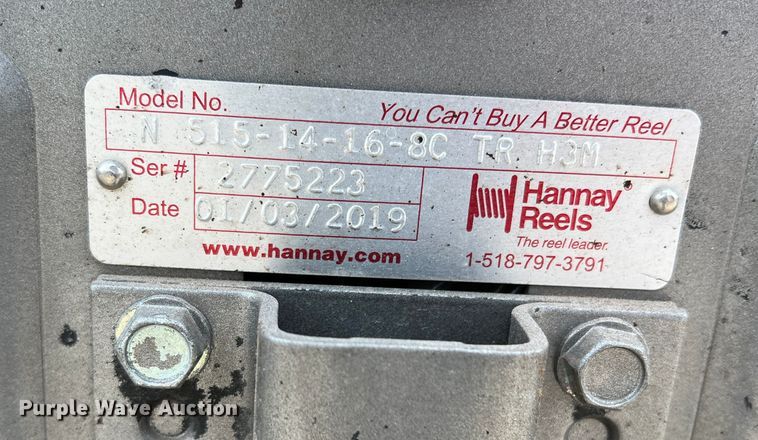 Model No.
You Can't Buy A Better Reel
N 515-14-16-8C TR H3M
Ser # 2775223
Date 01/03/2019
Hannay®
Reels
The reel leader.
www.hannay.com
1-518-797-3791
Purple Wave Auction